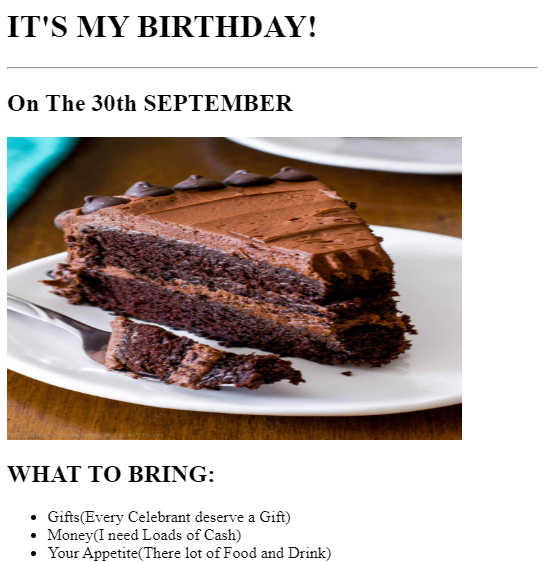 IT'S MY BIRTHDAY!
On The 30th SEPTEMBER
WHAT TO BRING:
Gifts(Every Celebrant deserve a Gift)
Money(I need Loads of Cash)
Your Appetite(There lot of Food and Drink)